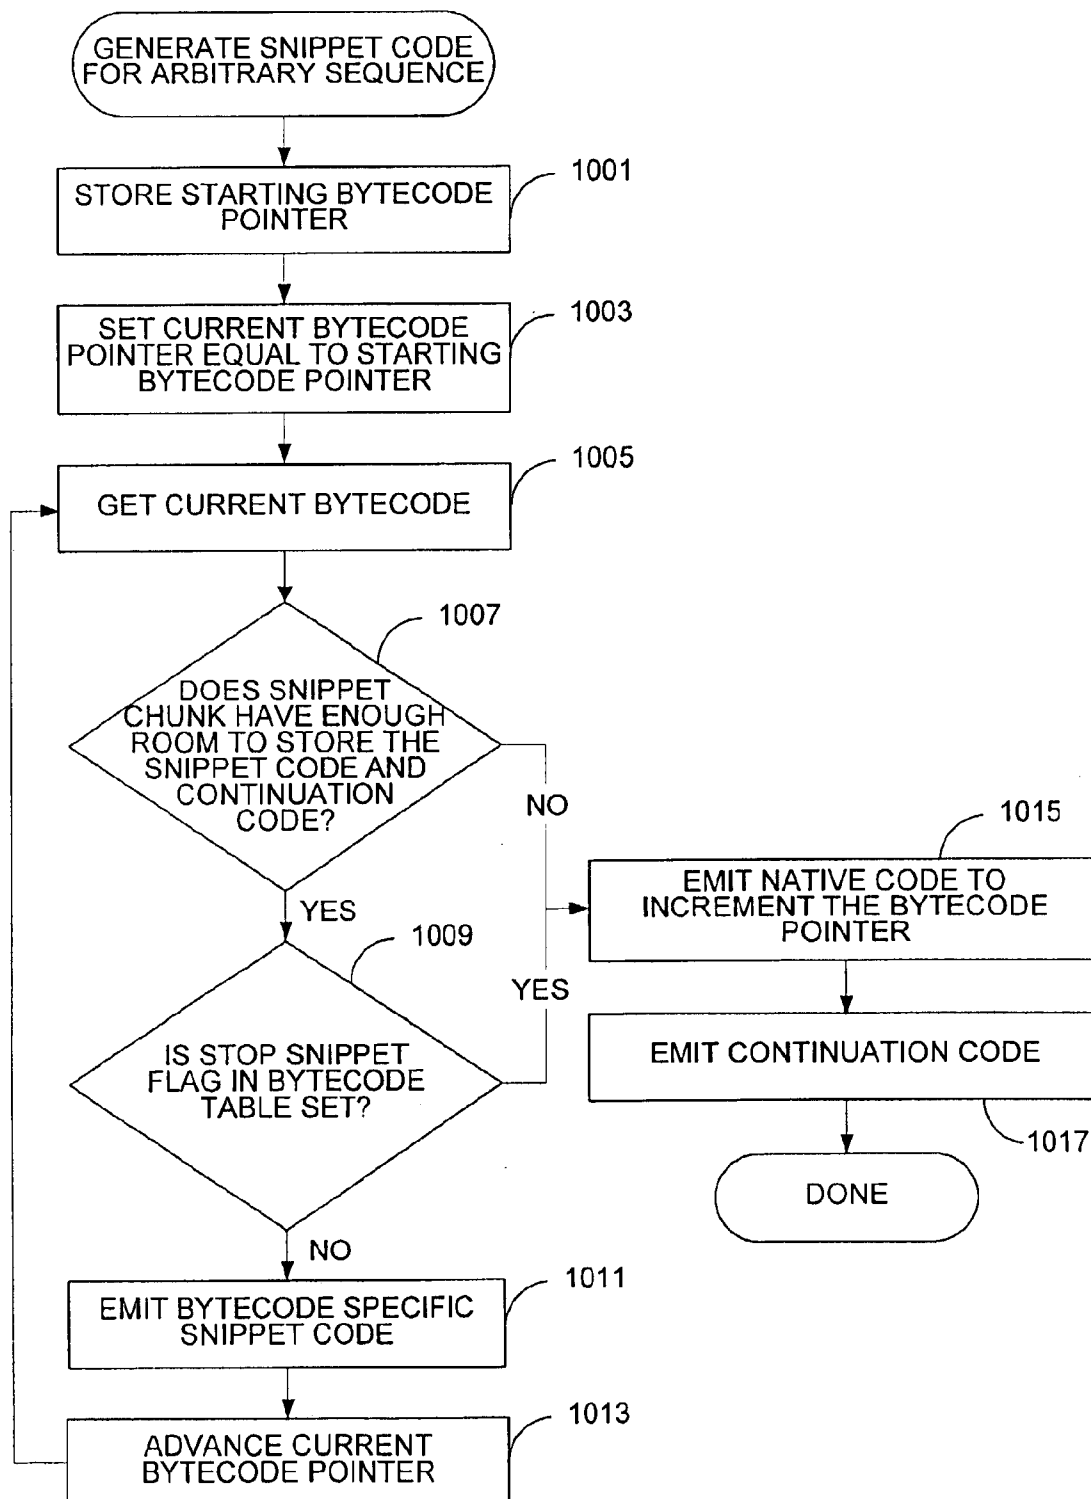 GENERATE SNIPPET CODE
FOR ARBITRARY SEQUENCE
1001
STORE STARTING BYTECODE
POINTER
1003
SET CURRENT BYTECODE
POINTER EQUAL TO STARTING
BYTECODE POINTER
1005
GET CURRENT BYTECODE
1007
DOES SNIPPET
CHUNK HAVE ENOUGH
ROOM TO STORE THE
SNIPPET CODE AND
CONTINUATION
CODE?
NO
YES
1009
IS STOP SNIPPET
FLAG IN BYTECODE
TABLE SET?
YES
NO
1011
EMIT BYTECODE SPECIFIC
SNIPPET CODE
1013
ADVANCE CURRENT
BYTECODE POINTER
1015
EMIT NATIVE CODE TO
INCREMENT THE BYTECODE
POINTER
EMIT CONTINUATION CODE
1017
DONE